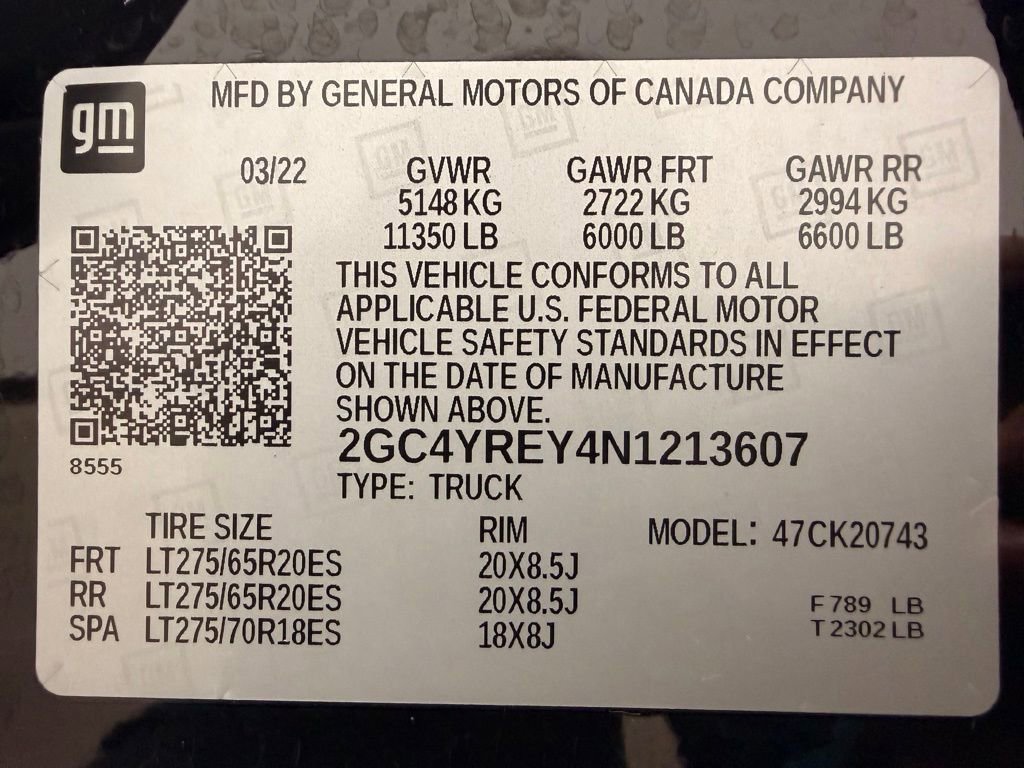 gm
MFD BY GENERAL MOTORS OF CANADA COMPANY
03/22 GVWR GAWR FRT GAWR RR
5148 KG 2722 KG 2994 KG
11350 LB 6000 LB 6600 LB
THIS VEHICLE CONFORMS TO ALL
APPLICABLE U.S. FEDERAL MOTOR
VEHICLE SAFETY STANDARDS IN EFFECT
ON THE DATE OF MANUFACTURE
SHOWN ABOVE.
2GC4YREY4N1213607
8555
TYPE: TRUCK
TIRE SIZE RIM MODEL: 47CK20743
FRT LT275/65R20ES 20X8.5J
RR LT275/65R20ES 20X8.5J
SPA LT275/70R18ES 18X8J
F 789 LB
T 2302 LB